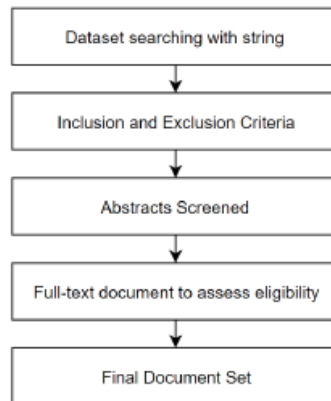 Dataset searching with string
Inclusion and Exclusion Criteria
Abstracts Screened
Full-text document to assess eligibility
Final Document Set